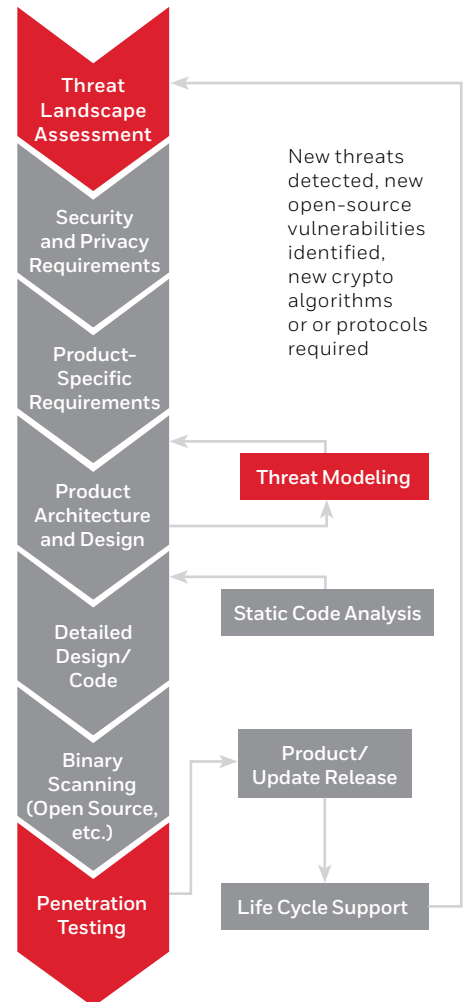 Threat
Landscape
Assessment
New threats
detected, new
open-source
vulnerabilities
identified,
new crypto
algorithms
or or protocols
required
Security
and Privacy
Requirements
Product-
Specific
Requirements
Threat Modeling
Product
Architecture
and Design
Static Code Analysis
Detailed
Design/
Code
Binary
Scanning
(Open Source,
etc.)
Product/
Update Release
Penetration
Testing
Life Cycle Support